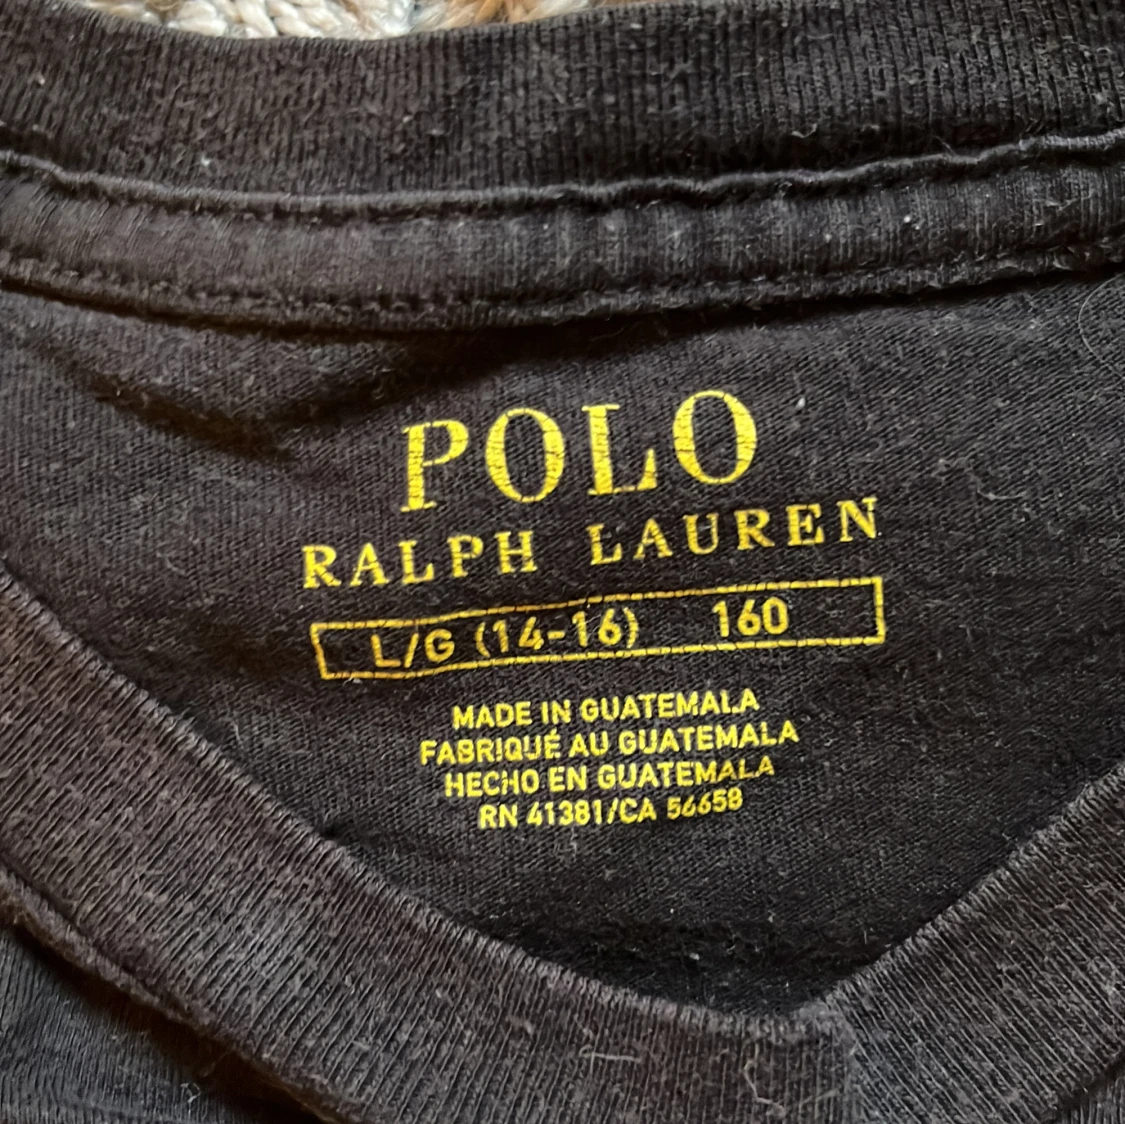 POLO
RALPH LAUREN
L/G (14-16) 160
MADE IN GUATEMALA
FABRIQUÉ AU GUATEMALA
HECHO EN GUATEMALA
RN 41381/CA 56658